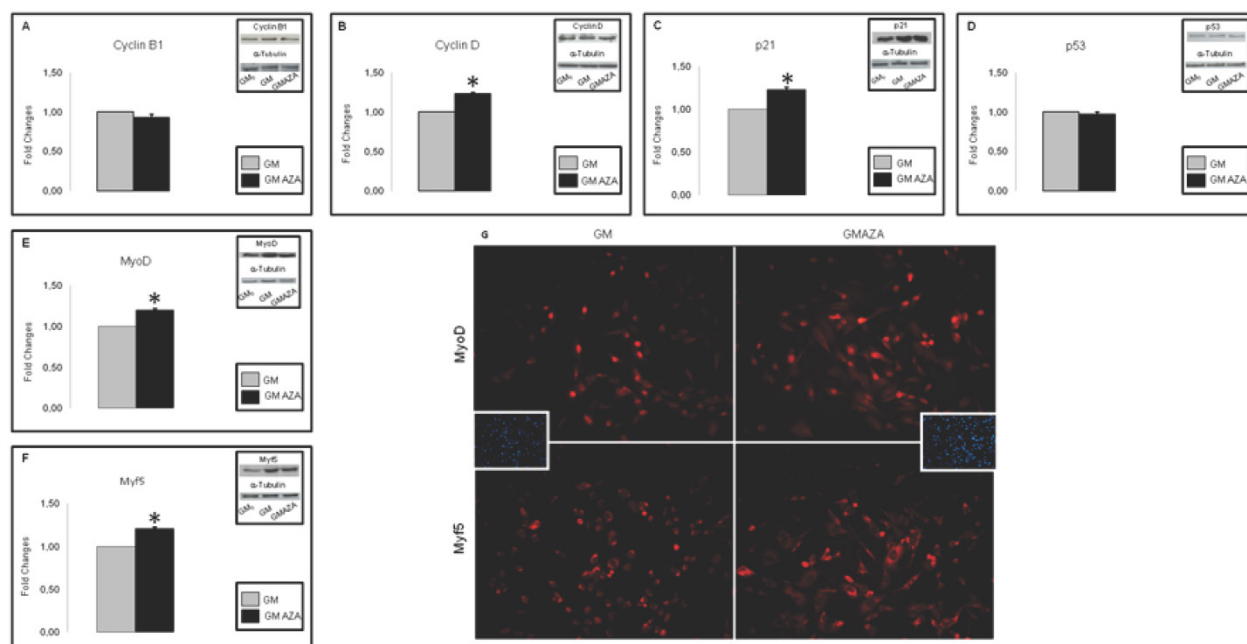 A
Cyclin B1
Cyclin B1
α-Tubulin
GM₀ GM GMAZA
Fold Changes
1,50
1,00
0,50
0,00
GM
GM AZA
B
Cyclin D
Cyclin D
α-Tubulin
GM₀ GM GMAZA
Fold Changes
1,50
*
1,00
0,50
0,00
GM
GM AZA
C
p21
p21
α-Tubulin
GM₀ GM GMAZA
Fold Changes
1,50
*
1,00
0,50
0,00
GM
GM AZA
D
p53
p53
α-Tubulin
GM₀ GM GMAZA
Fold Changes
1,50
1,00
0,50
0,00
GM
GM AZA
E
MyoD
MyoD
α-Tubulin
GM₀ GM GMAZA
Fold Changes
1,50
*
1,00
0,50
0,00
GM
GM AZA
F
Myf5
Myf5
α-Tubulin
GM₀ GM GMAZA
Fold Changes
1,50
*
1,00
0,50
0,00
GM
GM AZA
G
GM GMAZA
MyoD
Myf5